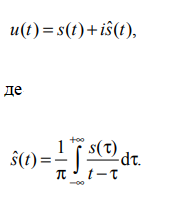 u(t) = s(t) + iŝ(t),
де
ŝ(t) = 1/π ∫_{−∞}^{+∞} s(τ)/(t − τ) dτ.